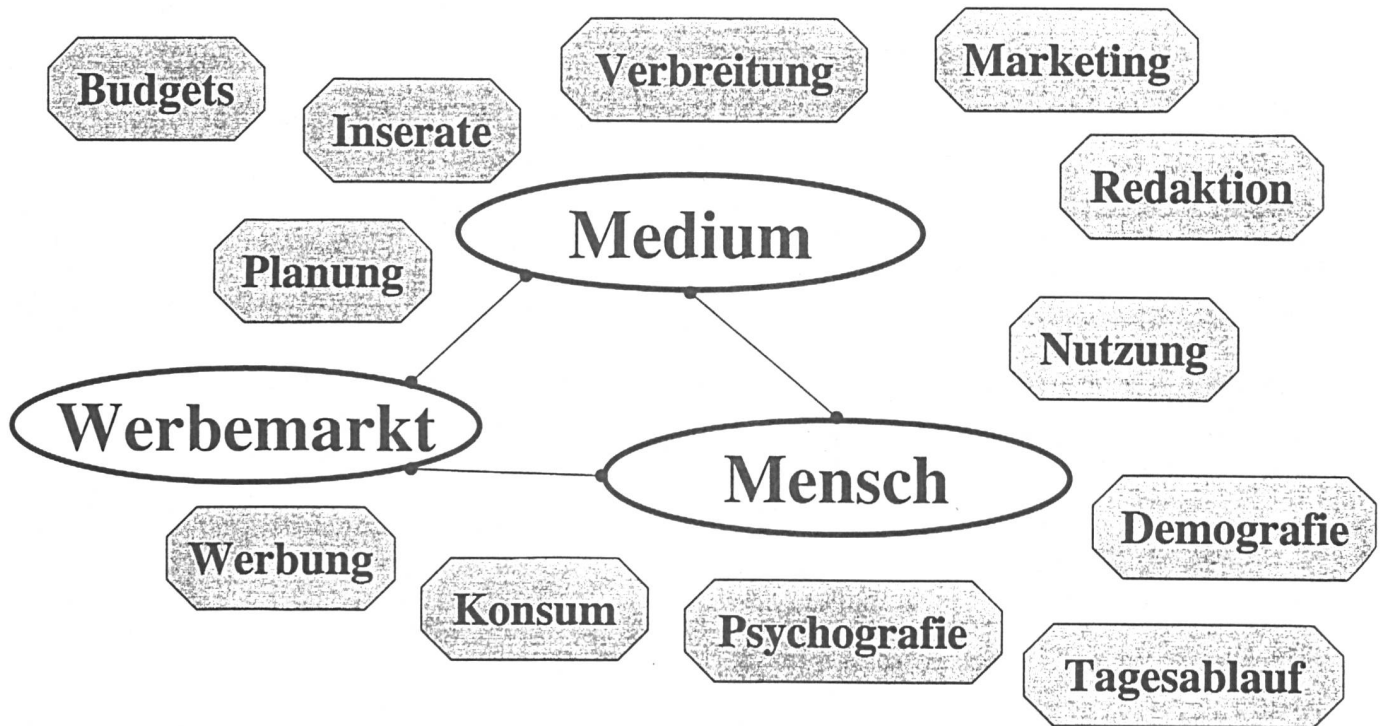 Budgets
Inserate
Verbreitung
Marketing
Redaktion
Medium
Planung
Nutzung
Werbemarkt
Mensch
Demografie
Werbung
Konsum
Psychografie
Tagesablauf